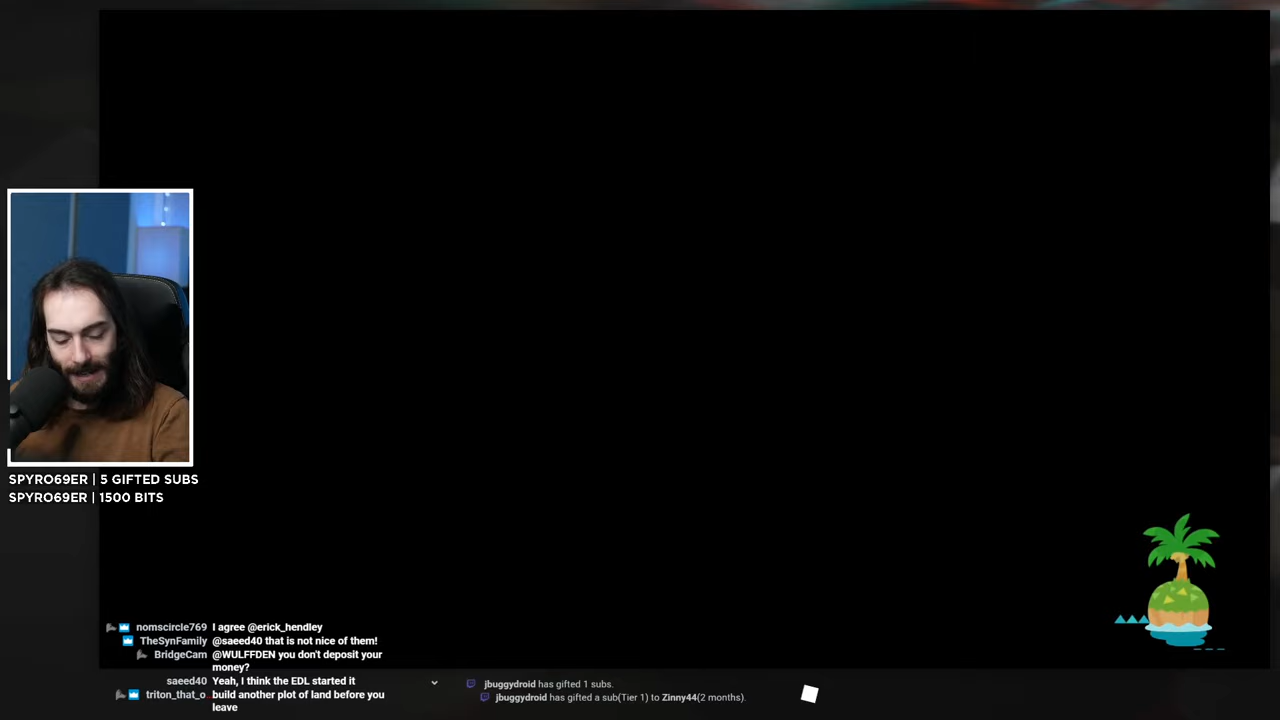 SPYRO69ER | 5 GIFTED SUBS
SPYRO69ER | 1500 BITS
nomscircle769 I agree @erick_hendley
TheSynFamily @saeed40 that is not nice of them!
BridgeCam @WULFFDEN you don't deposit your
money?
saeed40 Yeah, I think the EDL started it
triton_that_o build another plot of land before you
leave
jbuggydroid has gifted 1 subs.
jbuggydroid has gifted a sub(Tier 1) to Zinny44(2 months).